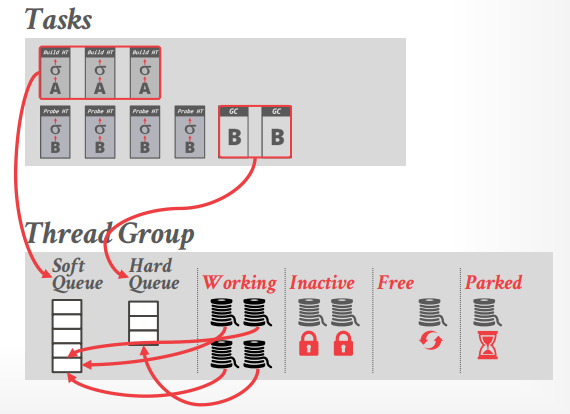 Tasks
Build HT Build HT Build HT
σ σ σ
A A A
Probe HT Probe HT Probe HT Probe HT GC GC
σ σ σ σ B B
B B B B
Thread Group
Soft Queue
Hard Queue
Working
Inactive
Free
Parked